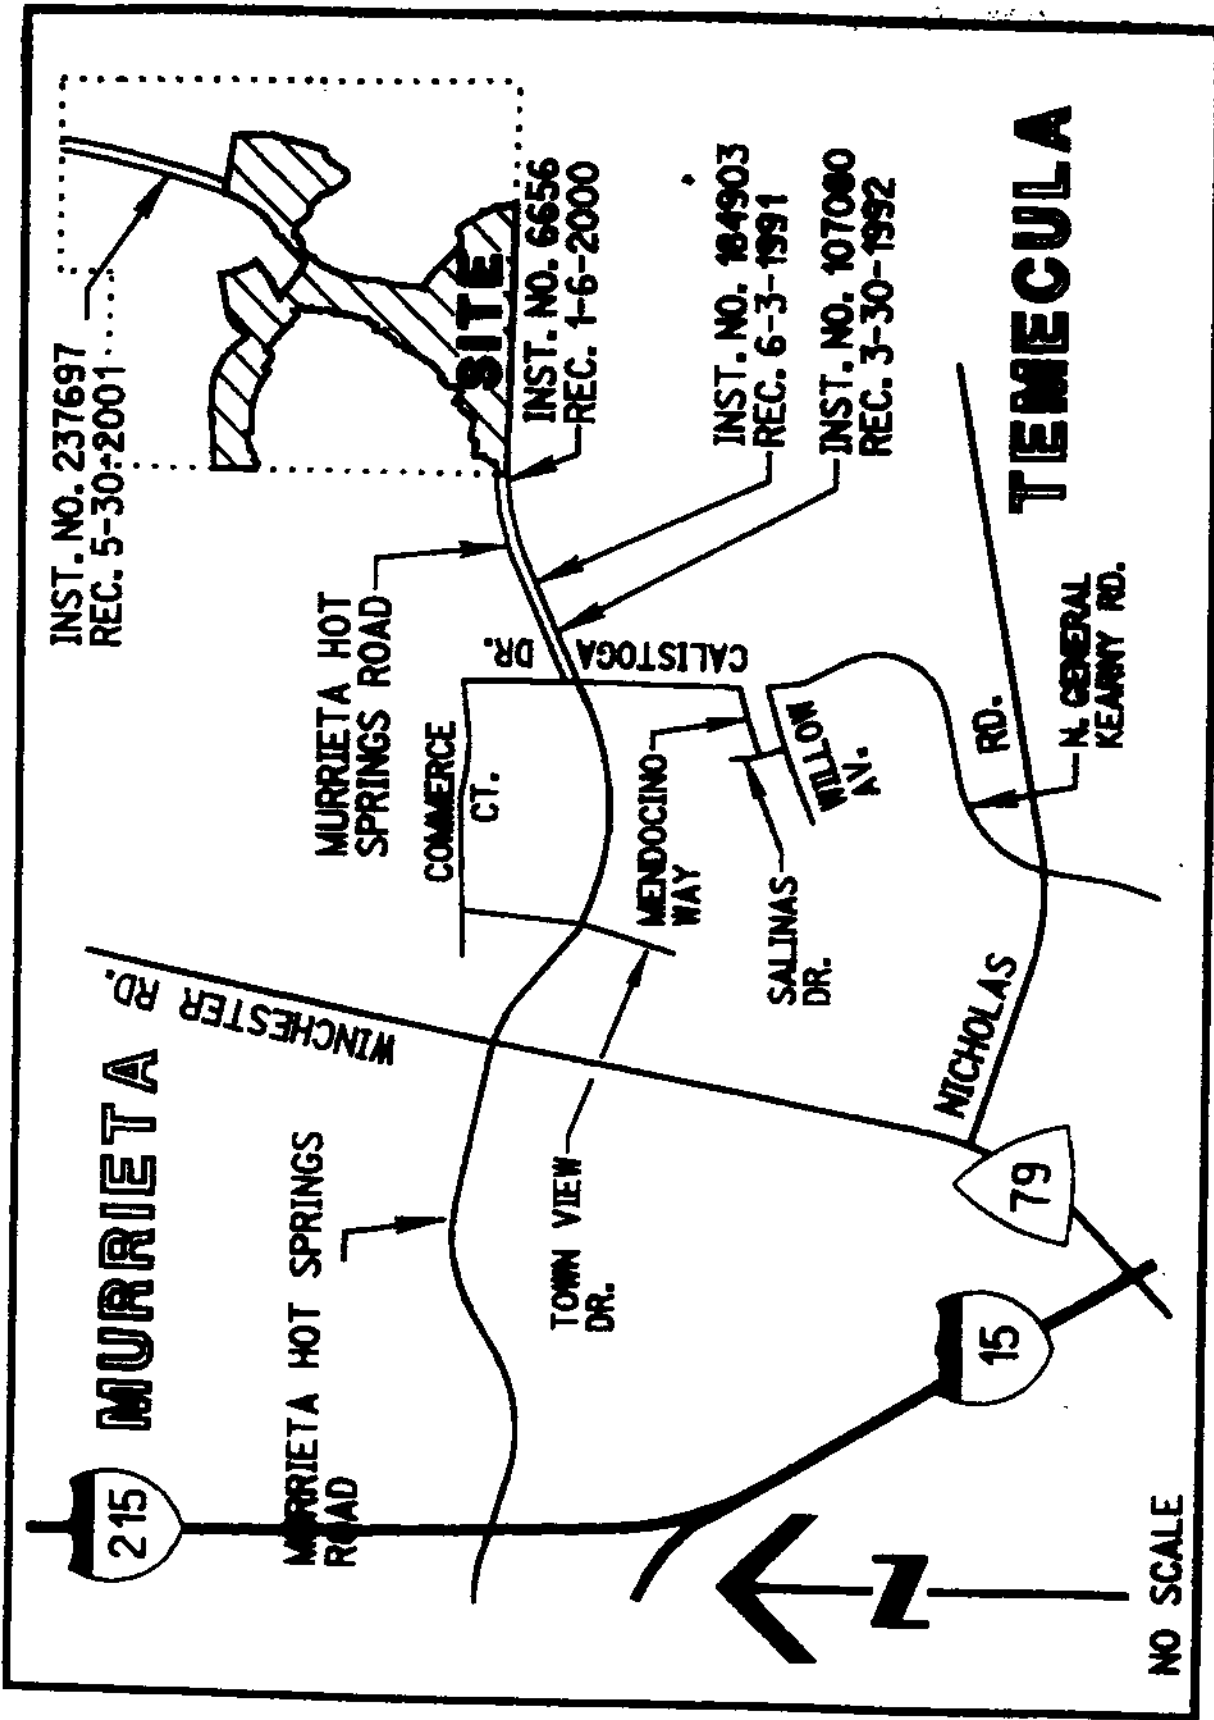 INST. NO. 237697
REC. 5-30-2001
MURRIETA
215
MURRIETA HOT SPRINGS
ROAD
WINCHESTER RD.
MURRIETA HOT
SPRINGS ROAD
COMMERCE
CT.
SITE
INST. NO. 6656
REC. 1-6-2000
CALISTOGA DR.
TOWN VIEW
DR.
MENDOCINO
WAY
SALINAS
DR.
WILLOW
AV.
INST. NO. 184903
REC. 6-3-1991
INST. NO. 107080
REC. 3-30-1992
NICHOLAS RD.
N. GENERAL
KEARNY RD.
TEMECULA
79
15
N
NO SCALE